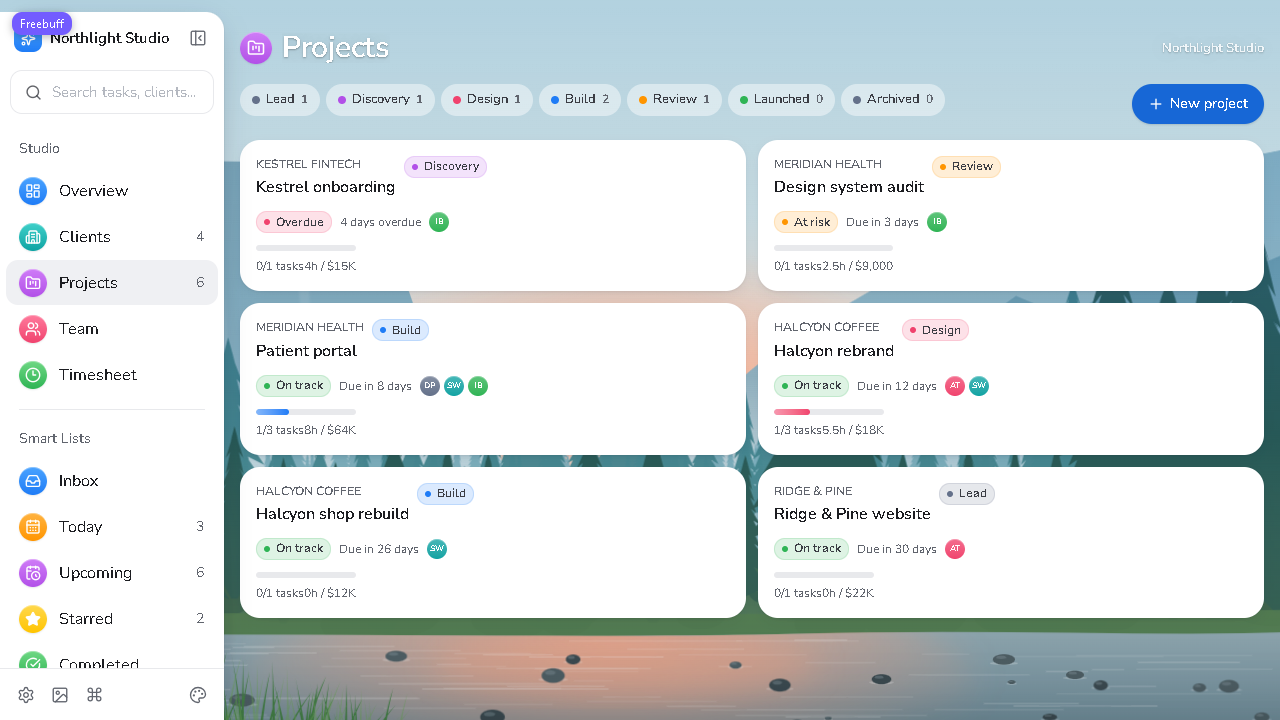 Freebuff
Northlight Studio
Search tasks, clients...
Studio
Overview
Clients 4
Projects 6
Team
Timesheet
Smart Lists
Inbox
Today 3
Upcoming 6
Starred 2
Completed
Projects
Northlight Studio
Lead 1
Discovery 1
Design 1
Build 2
Review 1
Launched 0
Archived 0
New project
KESTREL FINTECH
Discovery
Kestrel onboarding
Overdue 4 days overdue IB
0/1 tasks4h / $15K
MERIDIAN HEALTH
Review
Design system audit
At risk Due in 3 days IB
0/1 tasks2.5h / $9,000
MERIDIAN HEALTH
Build
Patient portal
On track Due in 8 days DP SW IB
1/3 tasks8h / $64K
HALCYON COFFEE
Design
Halcyon rebrand
On track Due in 12 days AT SW
1/3 tasks5.5h / $18K
HALCYON COFFEE
Build
Halcyon shop rebuild
On track Due in 26 days SW
0/1 tasks0h / $12K
RIDGE & PINE
Lead
Ridge & Pine website
On track Due in 30 days AT
0/1 tasks0h / $22K